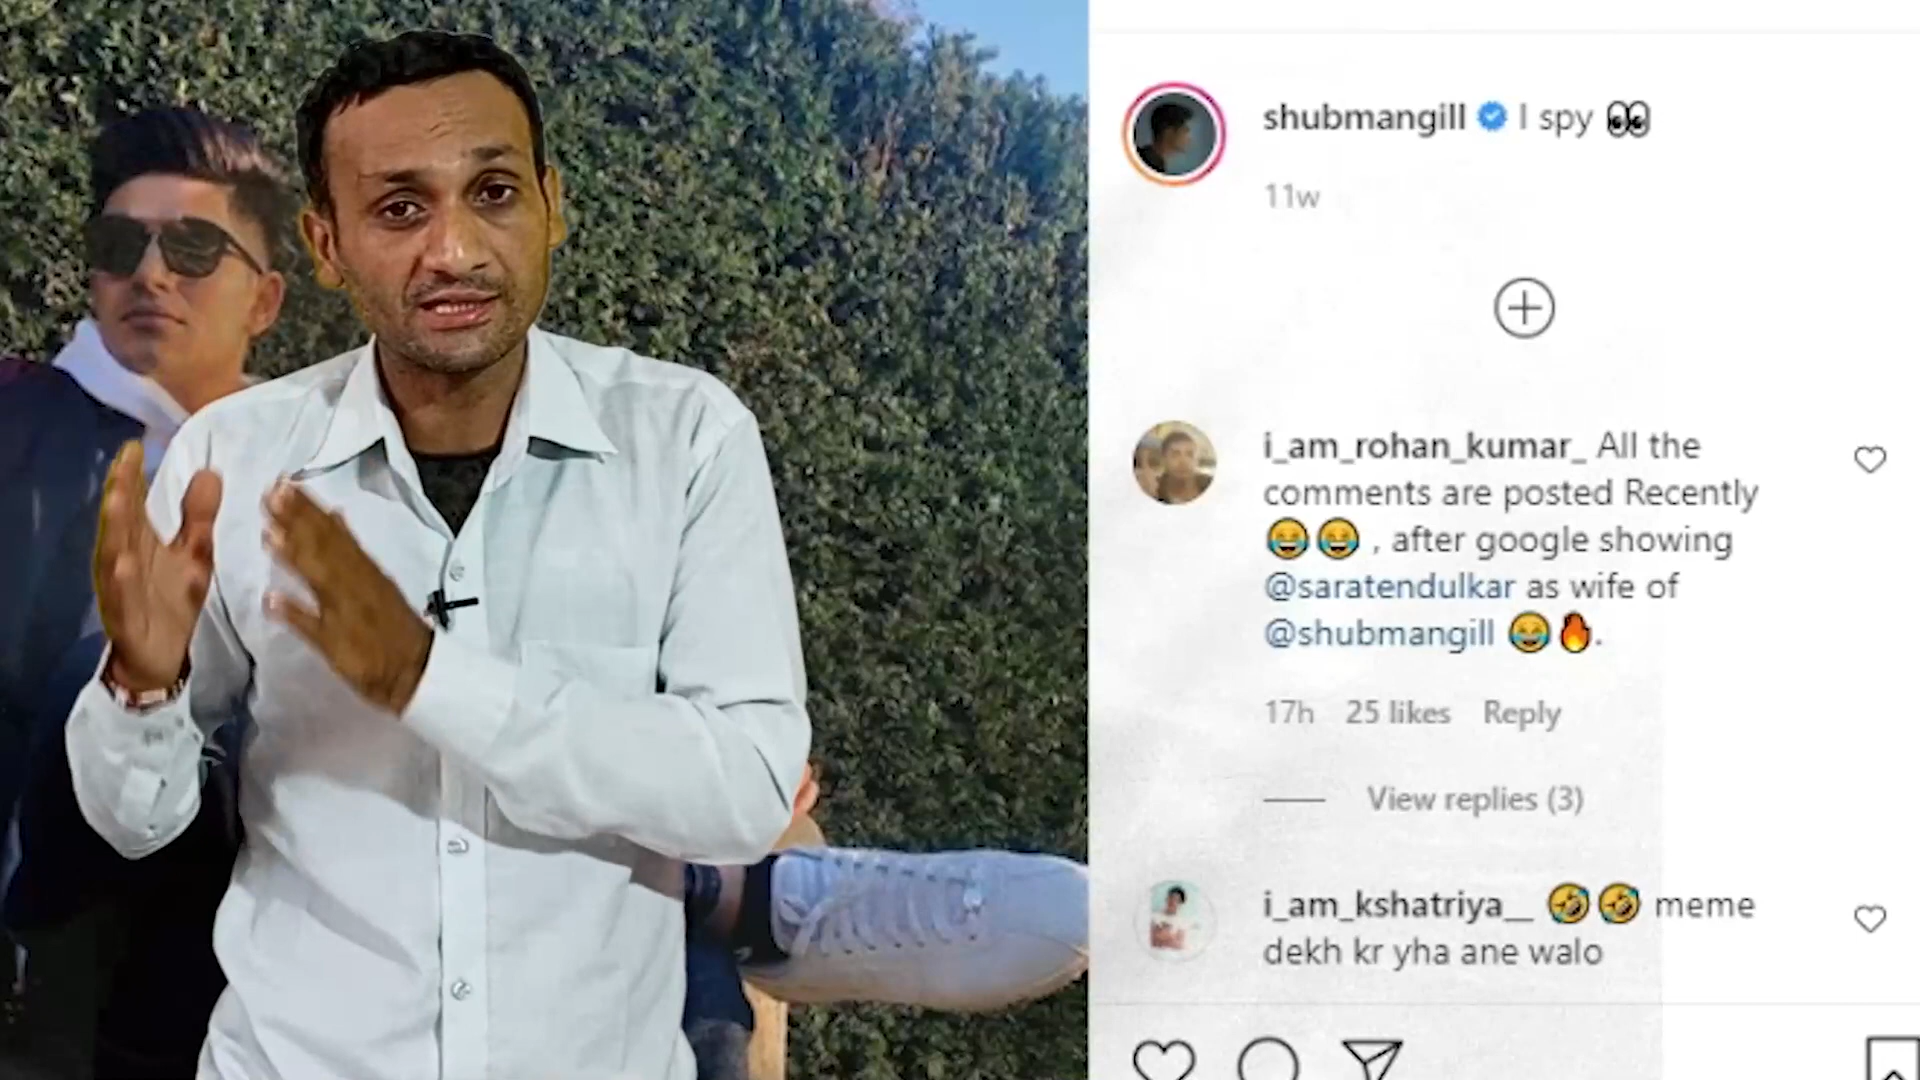 shubmangill I spy 👀
11w
i_am_rohan_kumar_ All the
comments are posted Recently
😂😂 , after google showing
@saratendulkar as wife of
@shubmangill 😂🔥.
17h 25 likes Reply
View replies (3)
i_am_kshatriya__ 🤣🤣 meme
dekh kr yha ane walo